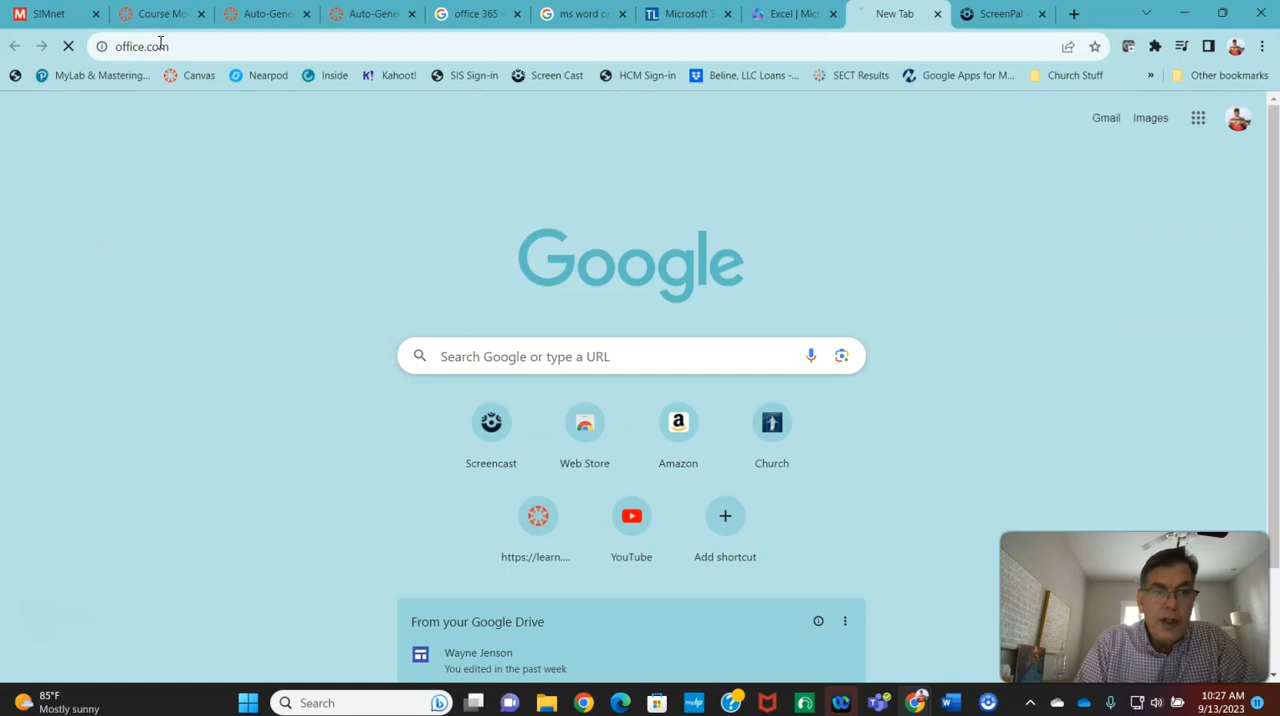 SIMnet
Course Mo
Auto-Gene
Auto-Gene
office 365 v
ms word or
Microsoft 3
Excel | Micr
New Tab
ScreenPal -
office.com
MyLab & Mastering...
Canvas
Nearpod
Inside
Kahoot!
SIS Sign-in
Screen Cast
HCM Sign-in
Beline, LLC Loans -...
SECT Results
Google Apps for M...
Church Stuff
»
Other bookmarks
Gmail
Images
Google
Search Google or type a URL
Screencast
Web Store
Amazon
Church
https://learn....
YouTube
Add shortcut
From your Google Drive
Wayne Jenson
You edited in the past week
85°F
Mostly sunny
Search
10:27 AM
9/13/2023